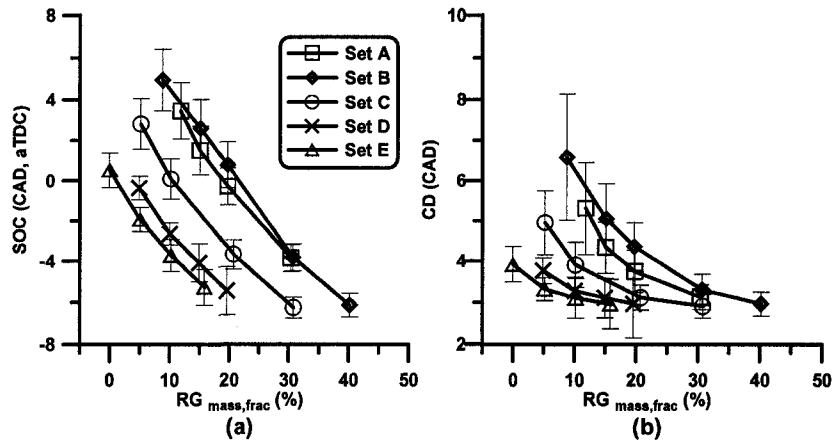 8
4
0
-4
-8
SOC (CAD, aTDC)
0 10 20 30 40 50
RG mass,frac (%)
(a)
Set A
Set B
Set C
Set D
Set E
10
8
6
4
2
CD (CAD)
0 10 20 30 40 50
RG mass,frac (%)
(b)